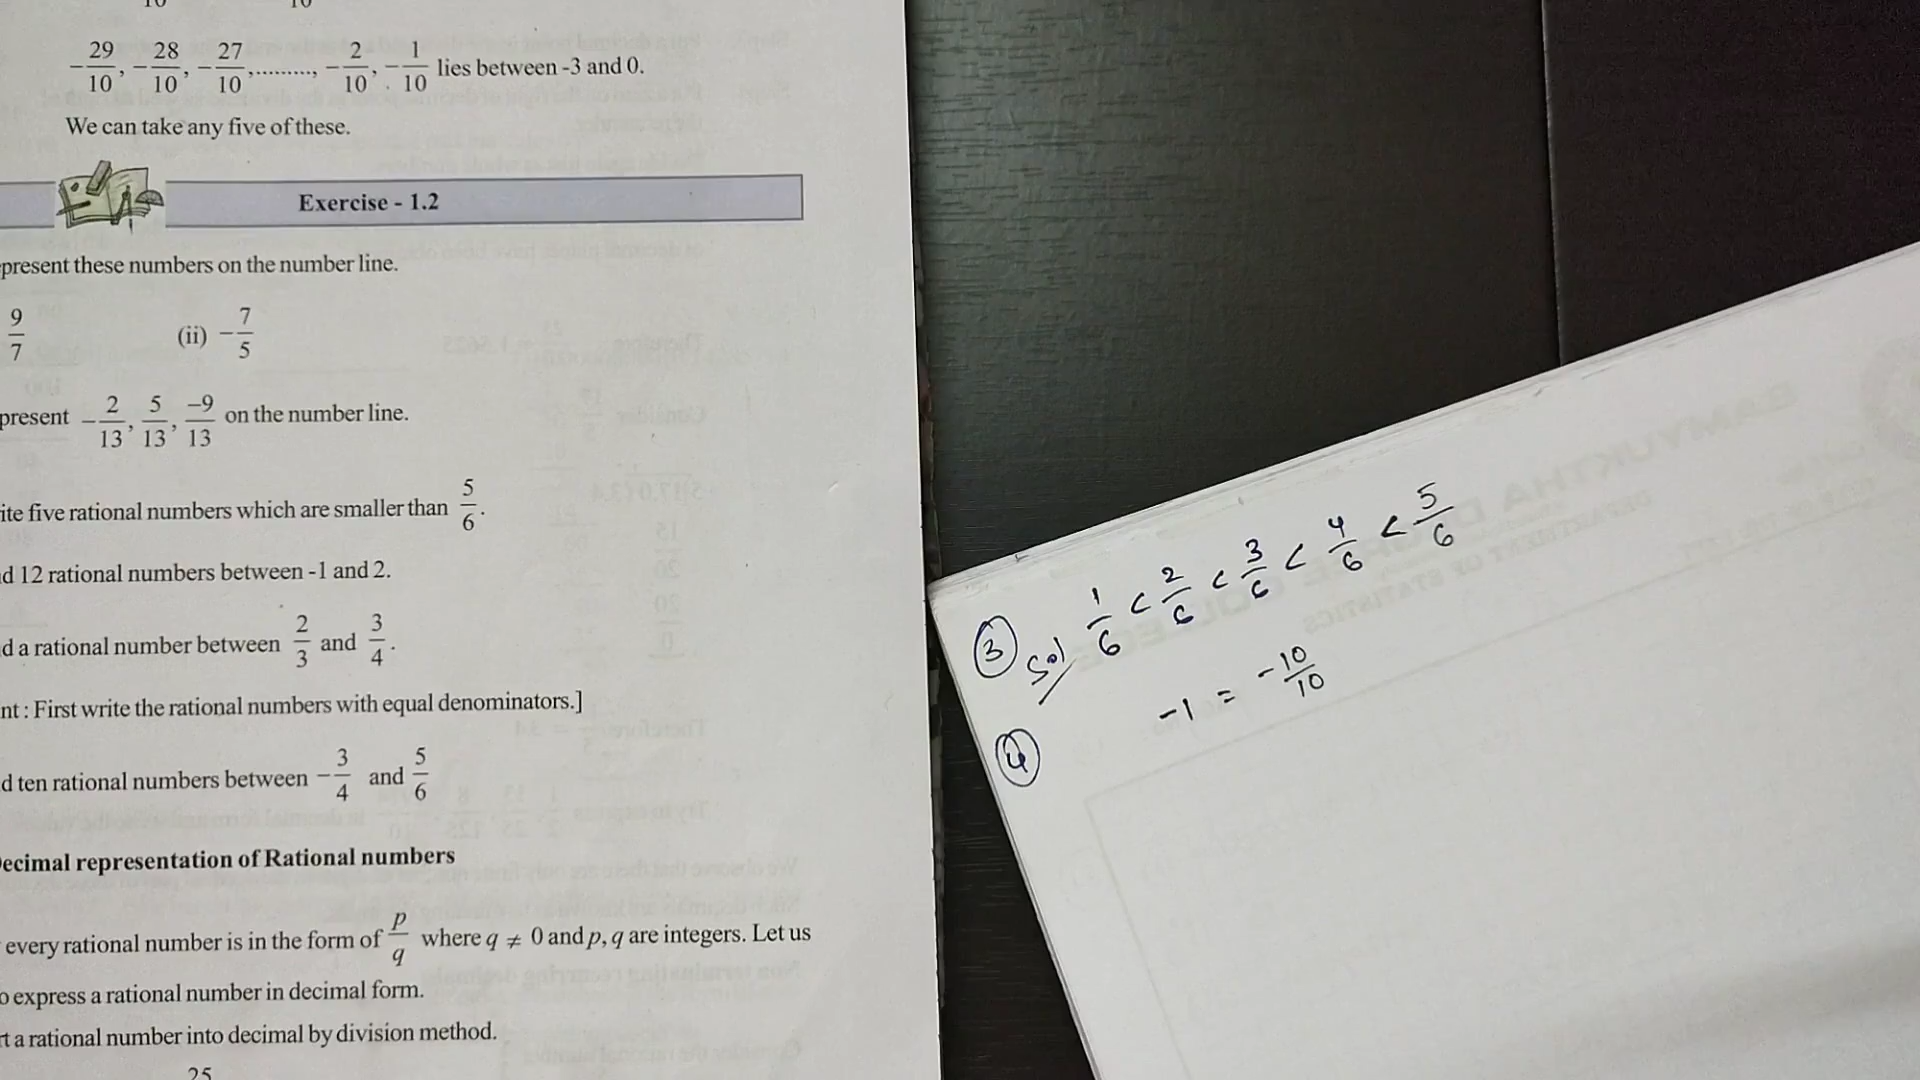 10 10
-29/10, -28/10, -27/10, ........., -2/10, -1/10 lies between -3 and 0.
We can take any five of these.
Exercise - 1.2
present these numbers on the number line.
9/7 (ii) -7/5
present -2/13, 5/13, -9/13 on the number line.
ite five rational numbers which are smaller than 5/6.
d 12 rational numbers between -1 and 2.
d a rational number between 2/3 and 3/4.
nt : First write the rational numbers with equal denominators.]
d ten rational numbers between -3/4 and 5/6
ecimal representation of Rational numbers
every rational number is in the form of p/q where q ≠ 0 and p, q are integers. Let us
o express a rational number in decimal form.
rt a rational number into decimal by division method.
25
3 Sol 1/6 < 2/6 < 3/6 < 4/6 < 5/6
4 -1 = -10/10